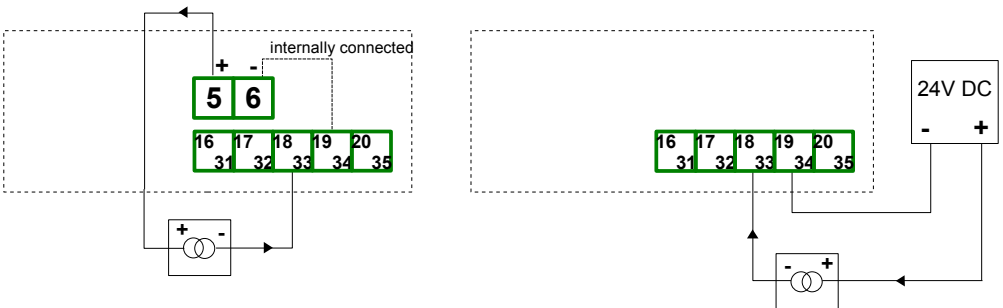 internally connected
+ -
5 6
16 17 18 19 20
31 32 33 34 35
+ -
24V DC
- +
16 17 18 19 20
31 32 33 34 35
- +